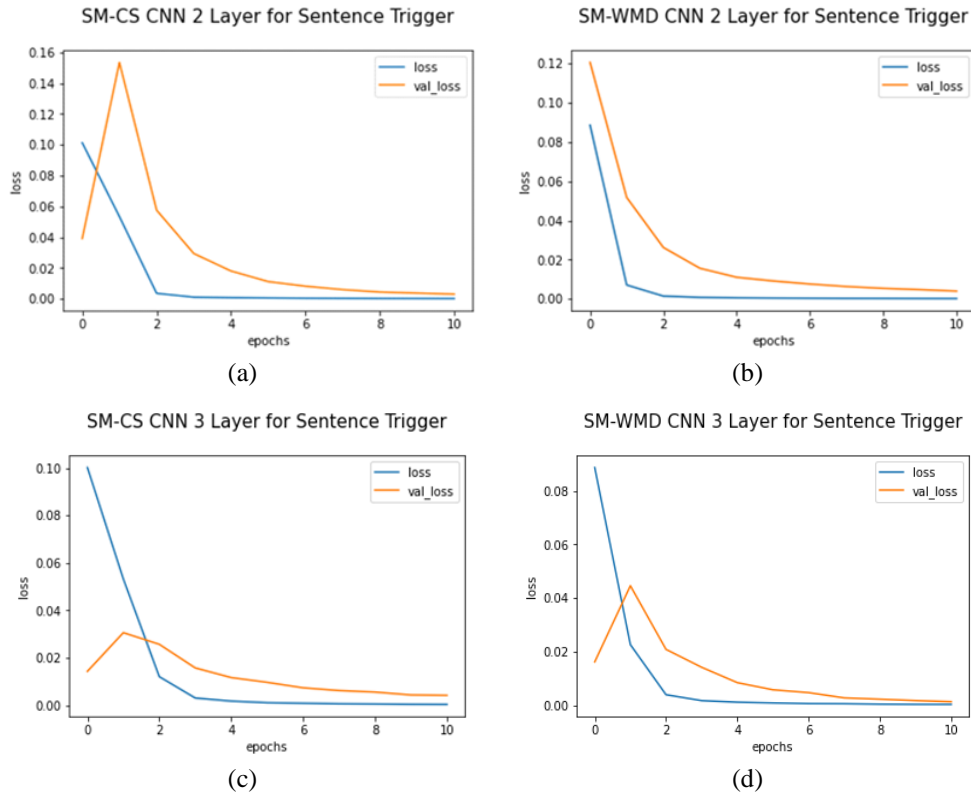 SM-CS CNN 2 Layer for Sentence Trigger
loss
val_loss
0.16
0.14
0.12
0.10
0.08
0.06
0.04
0.02
0.00
loss
0 2 4 6 8 10
epochs
(a)
SM-WMD CNN 2 Layer for Sentence Trigger
loss
val_loss
0.12
0.10
0.08
0.06
0.04
0.02
0.00
loss
0 2 4 6 8 10
epochs
(b)
SM-CS CNN 3 Layer for Sentence Trigger
loss
val_loss
0.10
0.08
0.06
0.04
0.02
0.00
loss
0 2 4 6 8 10
epochs
(c)
SM-WMD CNN 3 Layer for Sentence Trigger
loss
val_loss
0.08
0.06
0.04
0.02
0.00
loss
0 2 4 6 8 10
epochs
(d)